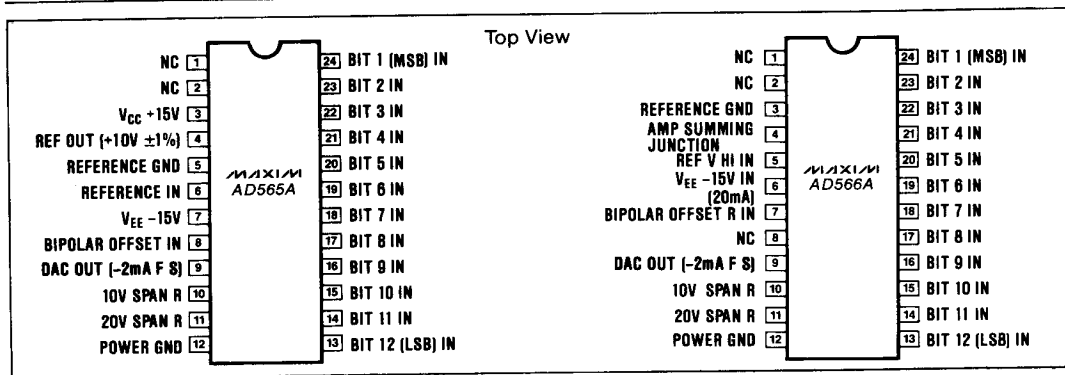 Top View
NC 1
NC 2
VCC +15V 3
REF OUT (+10V ±1%) 4
REFERENCE GND 5
REFERENCE IN 6
VEE –15V 7
BIPOLAR OFFSET IN 8
DAC OUT (–2mA F S) 9
10V SPAN R 10
20V SPAN R 11
POWER GND 12
MAXIM
AD565A
24 BIT 1 (MSB) IN
23 BIT 2 IN
22 BIT 3 IN
21 BIT 4 IN
20 BIT 5 IN
19 BIT 6 IN
18 BIT 7 IN
17 BIT 8 IN
16 BIT 9 IN
15 BIT 10 IN
14 BIT 11 IN
13 BIT 12 (LSB) IN
NC 1
NC 2
REFERENCE GND 3
AMP SUMMING
JUNCTION 4
REF V HI IN 5
VEE –15V IN 6
(20mA)
BIPOLAR OFFSET R IN 7
NC 8
DAC OUT (–2mA F S) 9
10V SPAN R 10
20V SPAN R 11
POWER GND 12
MAXIM
AD566A
24 BIT 1 (MSB) IN
23 BIT 2 IN
22 BIT 3 IN
21 BIT 4 IN
20 BIT 5 IN
19 BIT 6 IN
18 BIT 7 IN
17 BIT 8 IN
16 BIT 9 IN
15 BIT 10 IN
14 BIT 11 IN
13 BIT 12 (LSB) IN